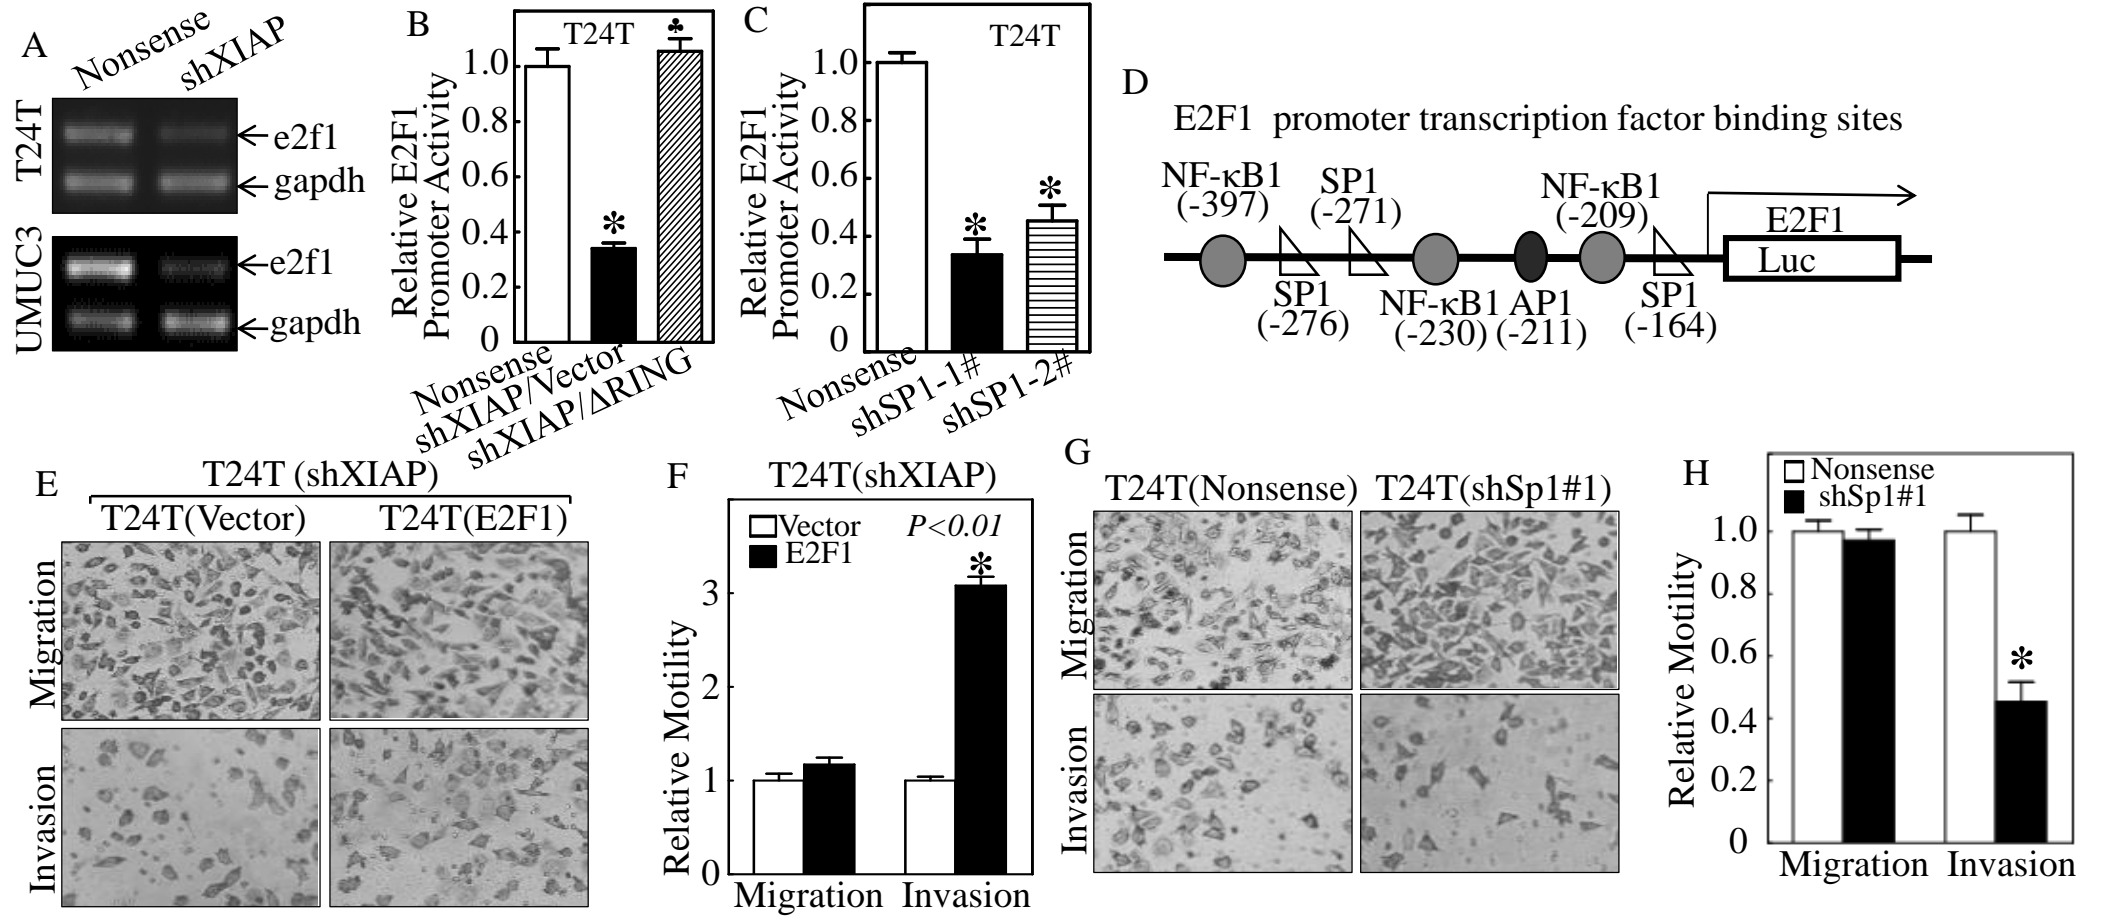 A
Nonsense
shXIAP
T24T
e2f1
gapdh
UMUC3
e2f1
gapdh
B
T24T
♣
*
Relative E2F1
Promoter Activity
1.0
0.8
0.6
0.4
0.2
0
Nonsense
shXIAP/Vector
shXIAP/ΔRING
C
T24T
*
*
Relative E2F1
Promoter Activity
1.0
0.8
0.6
0.4
0.2
0
Nonsense
shSP1-1#
shSP1-2#
D
E2F1 promoter transcription factor binding sites
NF-κB1
(-397)
SP1
(-271)
NF-κB1
(-209)
E2F1
Luc
SP1
(-276)
NF-κB1
(-230)
AP1
(-211)
SP1
(-164)
E
T24T (shXIAP)
T24T(Vector)
T24T(E2F1)
Migration
Invasion
F
T24T(shXIAP)
Vector
E2F1
P<0.01
*
Relative Motility
3
2
1
0
Migration
Invasion
G
T24T(Nonsense)
T24T(shSp1#1)
Migration
Invasion
H
Nonsense
shSp1#1
*
Relative Motility
1.0
0.8
0.6
0.4
0.2
0
Migration
Invasion